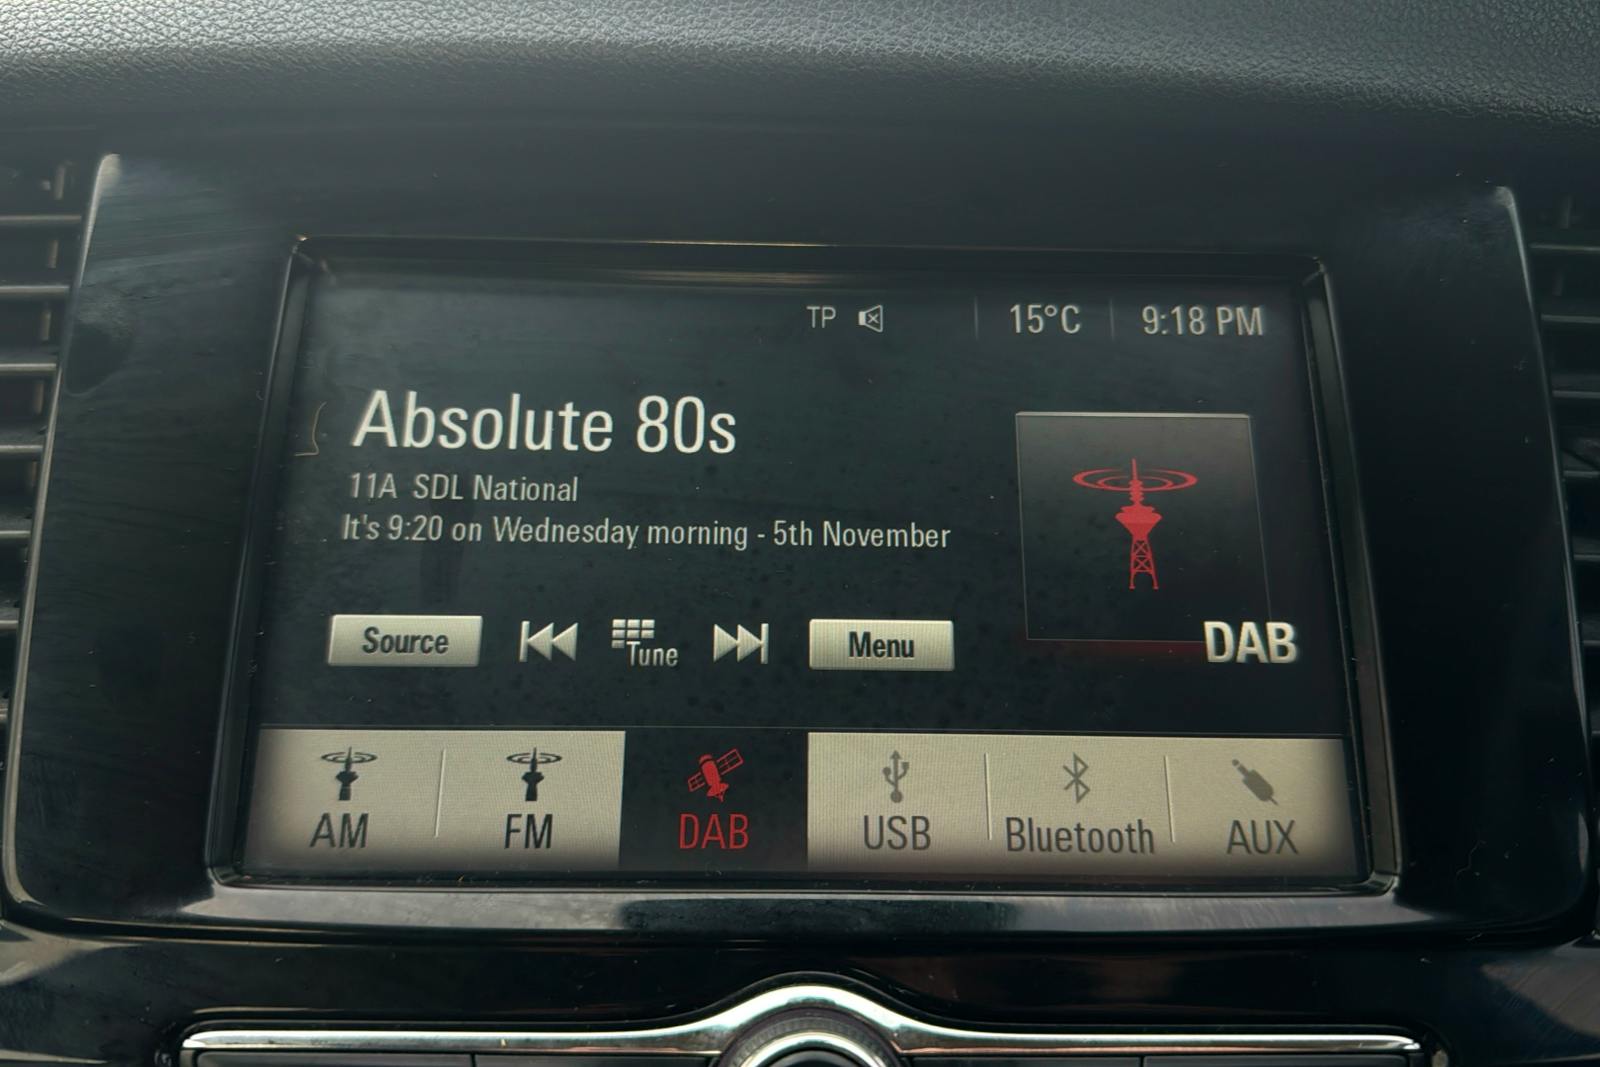 TP 15°C 9:18 PM
Absolute 80s
11A SDL National
It's 9:20 on Wednesday morning - 5th November
Source Tune Menu
DAB
AM FM DAB USB Bluetooth AUX